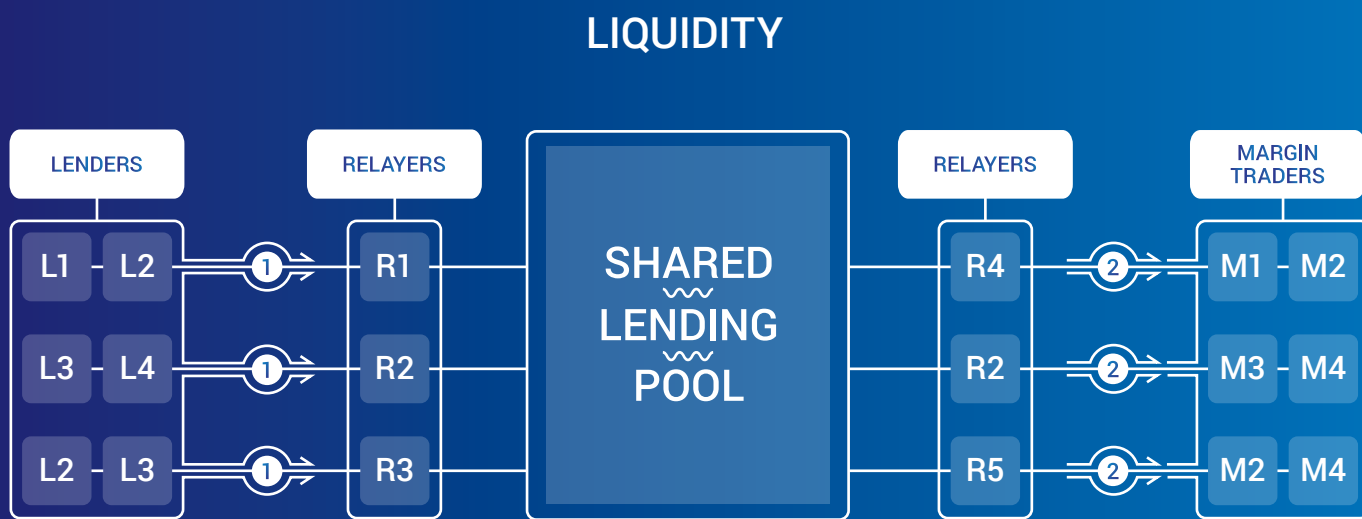 LIQUIDITY
LENDERS
RELAYERS
RELAYERS
MARGIN
TRADERS
L1 L2 1 R1 R4 2 M1 M2
SHARED
LENDING
POOL
L3 L4 1 R2 R2 2 M3 M4
L2 L3 1 R3 R5 2 M2 M4